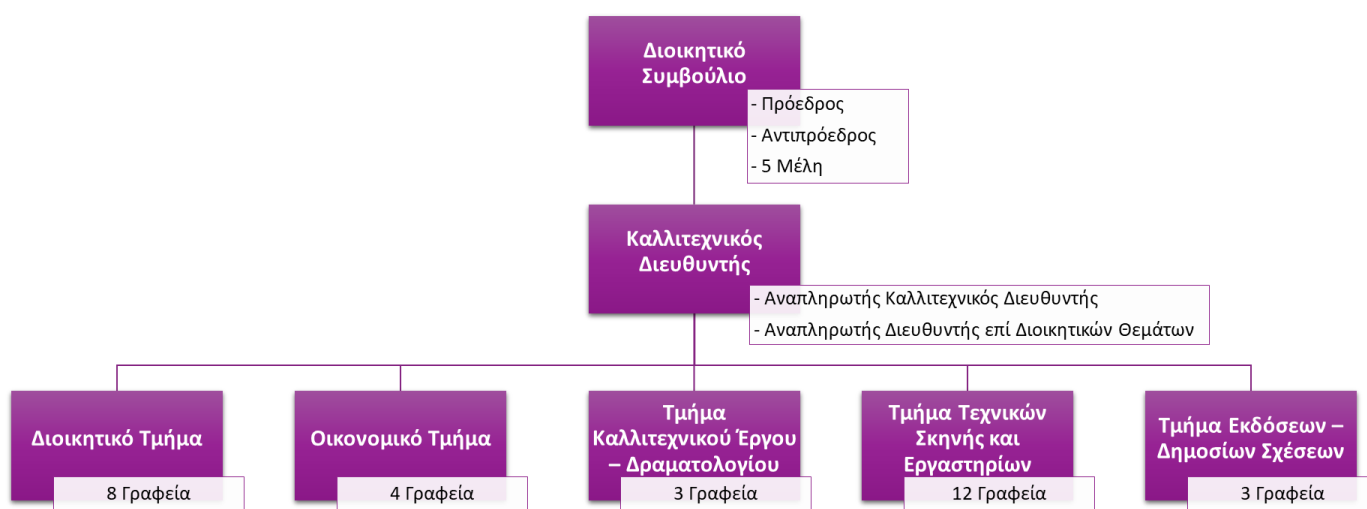 Διοικητικό
Συμβούλιο
- Πρόεδρος
- Αντιπρόεδρος
- 5 Μέλη
Καλλιτεχνικός
Διευθυντής
- Αναπληρωτής Καλλιτεχνικός Διευθυντής
- Αναπληρωτής Διευθυντής επί Διοικητικών Θεμάτων
Διοικητικό Τμήμα
8 Γραφεία
Οικονομικό Τμήμα
4 Γραφεία
Τμήμα
Καλλιτεχνικού Έργου
– Δραματολογίου
3 Γραφεία
Τμήμα Τεχνικών
Σκηνής και
Εργαστηρίων
12 Γραφεία
Τμήμα Εκδόσεων –
Δημοσίων Σχέσεων
3 Γραφεία